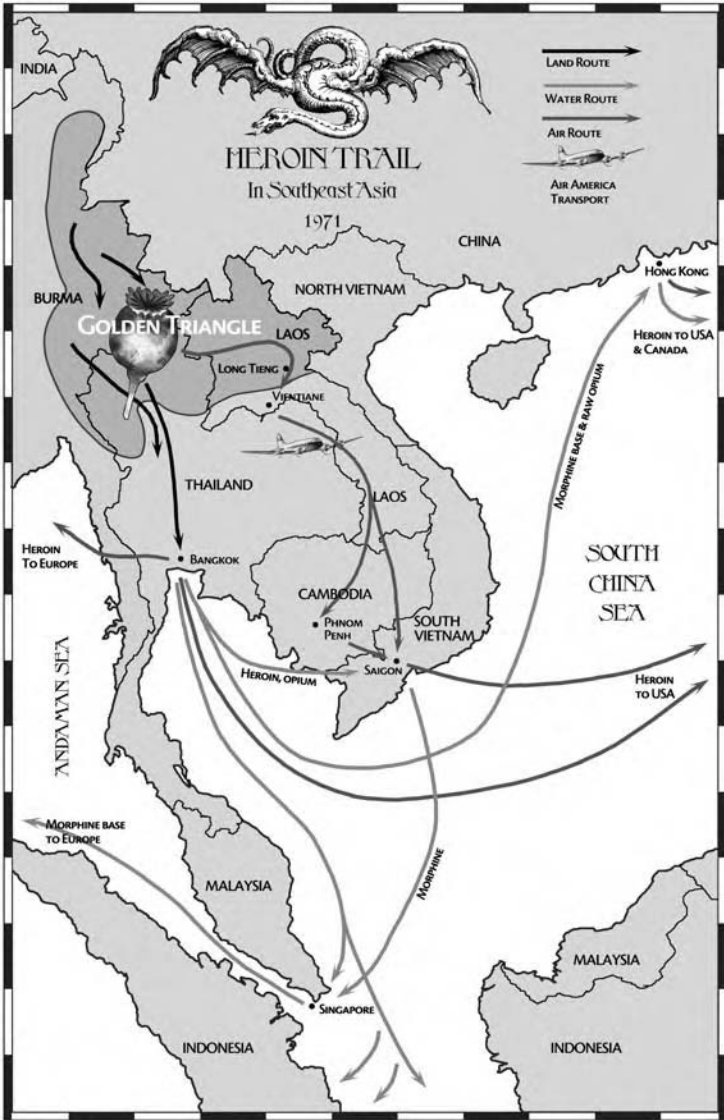 INDIA
HEROIN TRAIL
In Southeast Asia
1971
LAND ROUTE
WATER ROUTE
AIR ROUTE
AIR AMERICA
TRANSPORT
CHINA
HONG KONG
HEROIN TO USA
& CANADA
BURMA
NORTH VIETNAM
GOLDEN TRIANGLE
LAOS
LONG TIENG
VIENTIANE
MORPHINE BASE & RAW OPIUM
THAILAND
LAOS
HEROIN
TO EUROPE
BANGKOK
SOUTH
CHINA
SEA
CAMBODIA
PHNOM
PENH
SOUTH
VIETNAM
SAIGON
HEROIN, OPIUM
HEROIN
TO USA
ANDAMAN SEA
MORPHINE BASE
TO EUROPE
MORPHINE
MALAYSIA
MALAYSIA
SINGAPORE
INDONESIA
INDONESIA